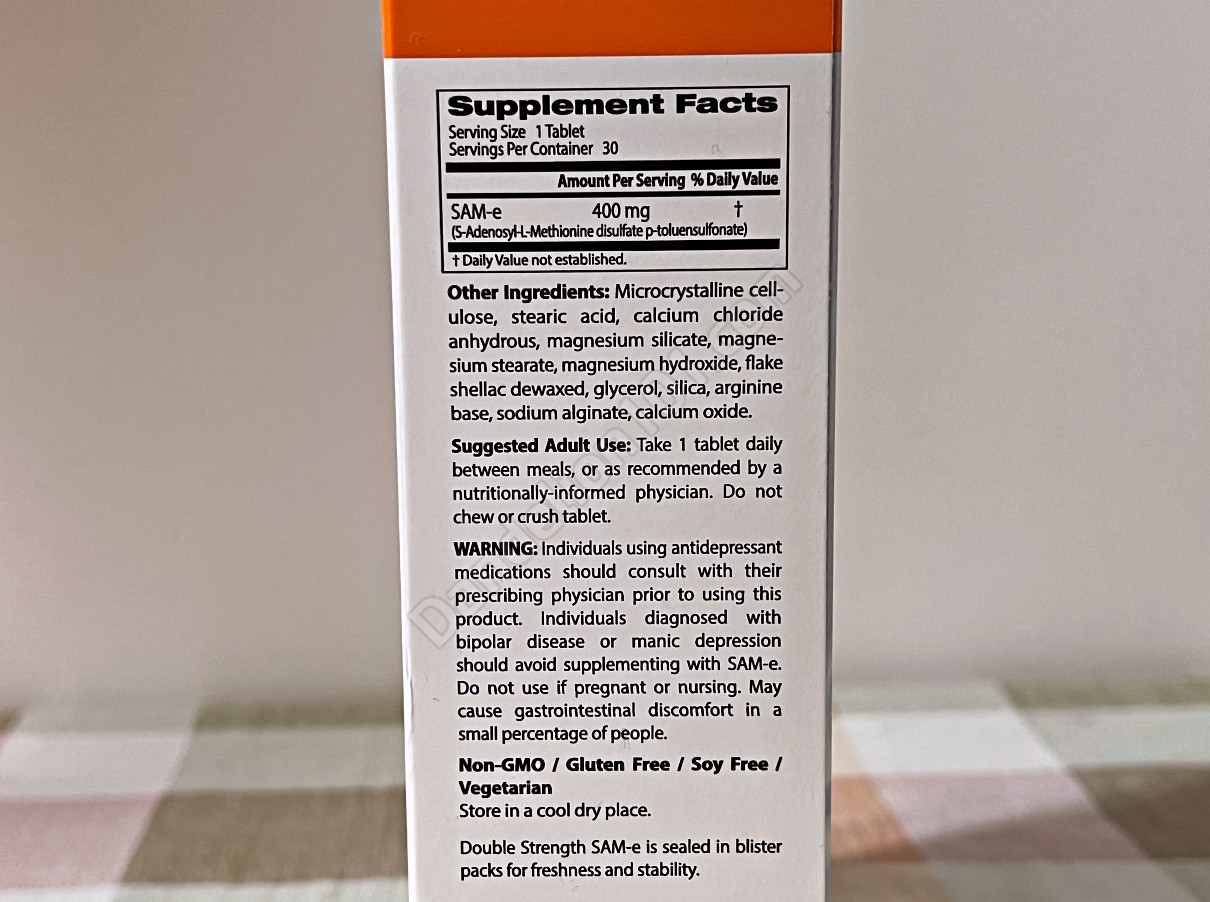 Supplement Facts
Serving Size 1 Tablet
Servings Per Container 30
Amount Per Serving % Daily Value
SAM-e 400 mg †
(S-Adenosyl-L-Methionine disulfate p-toluensulfonate)
† Daily Value not established.
Other Ingredients: Microcrystalline cell-
ulose, stearic acid, calcium chloride
anhydrous, magnesium silicate, magne-
sium stearate, magnesium hydroxide, flake
shellac dewaxed, glycerol, silica, arginine
base, sodium alginate, calcium oxide.
Suggested Adult Use: Take 1 tablet daily
between meals, or as recommended by a
nutritionally-informed physician. Do not
chew or crush tablet.
WARNING: Individuals using antidepressant
medications should consult with their
prescribing physician prior to using this
product. Individuals diagnosed with
bipolar disease or manic depression
should avoid supplementing with SAM-e.
Do not use if pregnant or nursing. May
cause gastrointestinal discomfort in a
small percentage of people.
Non-GMO / Gluten Free / Soy Free /
Vegetarian
Store in a cool dry place.
Double Strength SAM-e is sealed in blister
packs for freshness and stability.